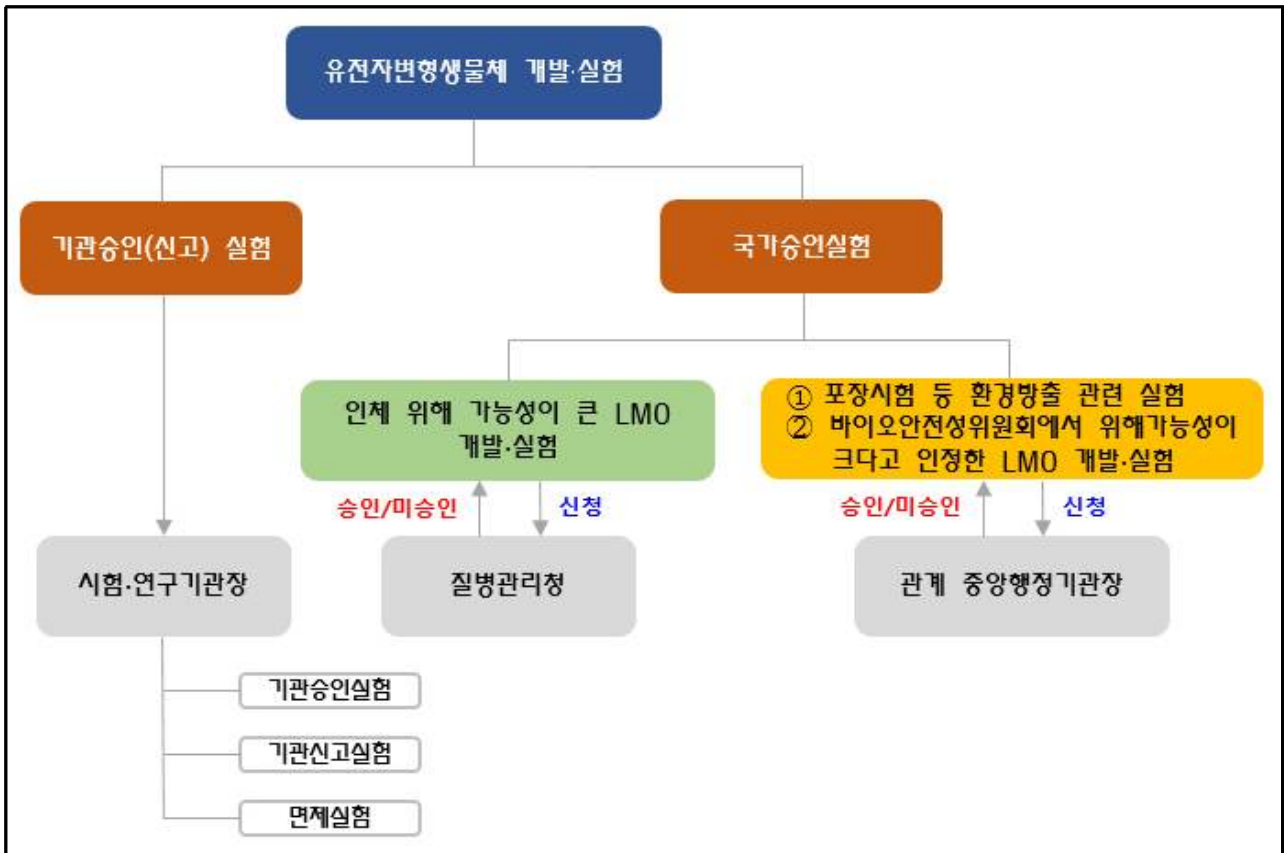 유전자변형생물체 개발·실험
기관승인(신고) 실험
국가승인실험
인체 위해 가능성이 큰 LMO
개발·실험
① 포장시험 등 환경방출 관련 실험
② 바이오안전성위원회에서 위해가능성이
크다고 인정한 LMO 개발·실험
승인/미승인
신청
승인/미승인
신청
시험·연구기관장
질병관리청
관계 중앙행정기관장
기관승인실험
기관신고실험
면제실험